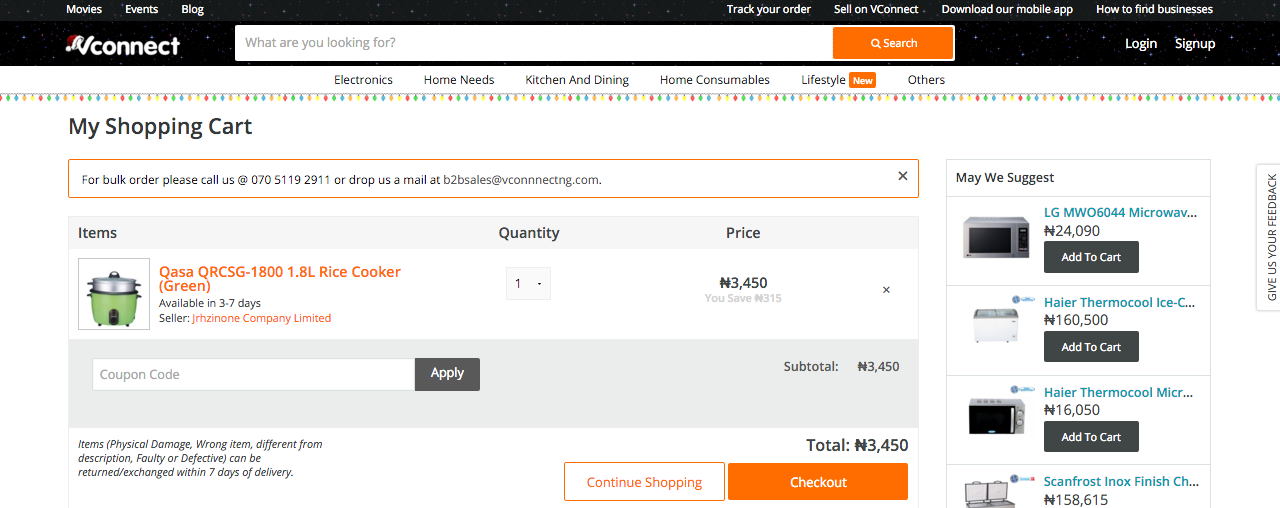 Movies Events Blog Track your order Sell on VConnect Download our mobile app How to find businesses
Vconnect What are you looking for? Search Login Signup
Electronics Home Needs Kitchen And Dining Home Consumables Lifestyle New Others
My Shopping Cart
For bulk order please call us @ 070 5119 2911 or drop us a mail at b2bsales@vconnnectng.com. ×
Items Quantity Price
Qasa QRCSG-1800 1.8L Rice Cooker
(Green)
Available in 3-7 days
Seller: Jrhzinone Company Limited
1
₦3,450
You Save ₦315
×
Coupon Code Apply
Subtotal: ₦3,450
Items (Physical Damage, Wrong item, different from
description, Faulty or Defective) can be
returned/exchanged within 7 days of delivery.
Total: ₦3,450
Continue Shopping Checkout
May We Suggest
LG MWO6044 Microwav...
₦24,090
Add To Cart
Haier Thermocool Ice-C...
₦160,500
Add To Cart
Haier Thermocool Micr...
₦16,050
Add To Cart
Scanfrost Inox Finish Ch...
₦158,615
GIVE US YOUR FEEDBACK